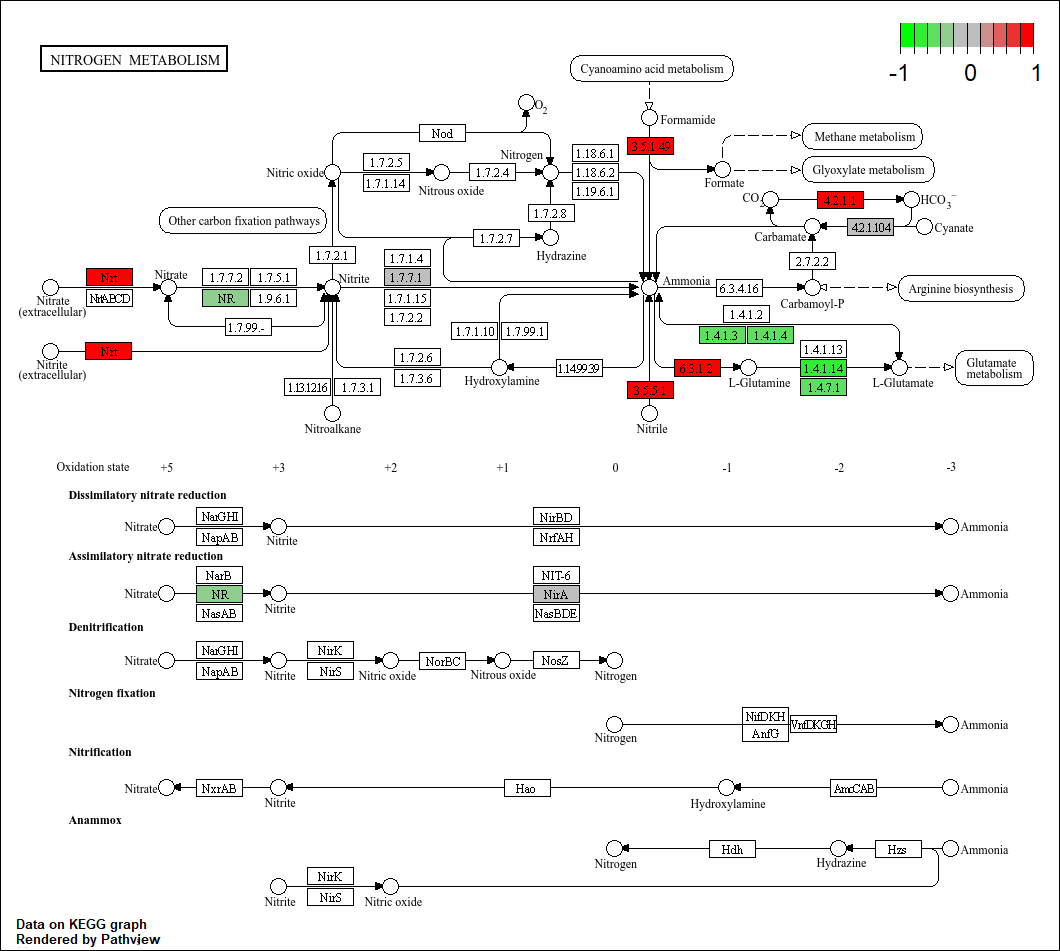 NITROGEN METABOLISM
-1 0 1
Cyanoamino acid metabolism
O2
Formamide
Nod
3.5.1.49
Methane metabolism
Nitrogen
1.18.6.1
1.7.2.5
Nitric oxide
1.7.2.4
1.18.6.2
Glyoxylate metabolism
1.7.1.14
Nitrous oxide
1.19.6.1
Formate
CO2
4.2.1.1
HCO3−
Other carbon fixation pathways
1.7.2.8
4.2.1.104
Cyanate
1.7.2.7
Carbamate
1.7.2.1
Hydrazine
1.7.1.4
2.7.2.2
Nrt
Nitrate
1.7.7.2
1.7.5.1
Nitrite
1.7.7.1
Ammonia
6.3.4.16
Arginine biosynthesis
NrtABCD
NR
1.9.6.1
1.7.1.15
Carbamoyl-P
Nitrate
(extracellular)
1.7.2.2
1.4.1.2
1.7.99.-
1.7.1.10
1.7.99.1
1.4.1.3
1.4.1.4
Nrt
1.7.2.6
1.4.1.13
Nitrite
(extracellular)
1.7.3.6
Hydroxylamine
1.14.99.39
6.3.1.2
L-Glutamine
1.4.1.14
L-Glutamate
Glutamate
metabolism
1.13.12.16
1.7.3.1
3.5.5.1
1.4.7.1
Nitroalkane
Nitrile
Oxidation state +5 +3 +2 +1 0 -1 -2 -3
Dissimilatory nitrate reduction
NarGHI NirBD
Nitrate Nitrite Ammonia
NapAB NrfAH
Assimilatory nitrate reduction
NarB NIT-6
Nitrate NR Nitrite NirA Ammonia
NasAB NasBDE
Denitrification
NarGHI NirK
Nitrate Nitrite Nitric oxide NorBC Nitrous oxide NosZ Nitrogen
NapAB NirS
Nitrogen fixation
NifDKH VnfDKGH
Nitrogen AnfG Ammonia
Nitrification
Nitrate NxrAB Nitrite Hao Hydroxylamine AmoCAB Ammonia
Anammox
Nitrogen Hdh Hydrazine Hzs Ammonia
NirK
Nitrite NirS Nitric oxide
Data on KEGG graph
Rendered by Pathview